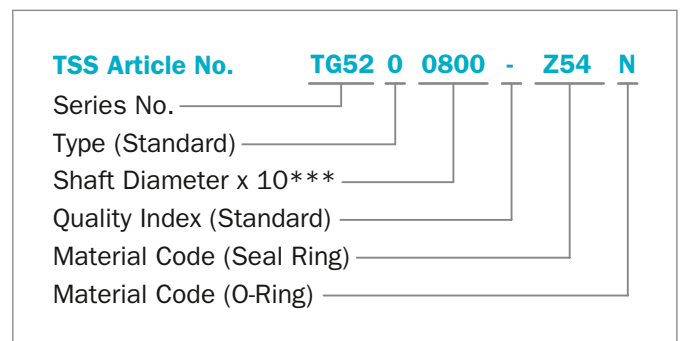 TSS Article No. TG52 0 0800 - Z54 N
Series No.
Type (Standard)
Shaft Diameter x 10***
Quality Index (Standard)
Material Code (Seal Ring)
Material Code (O-Ring)